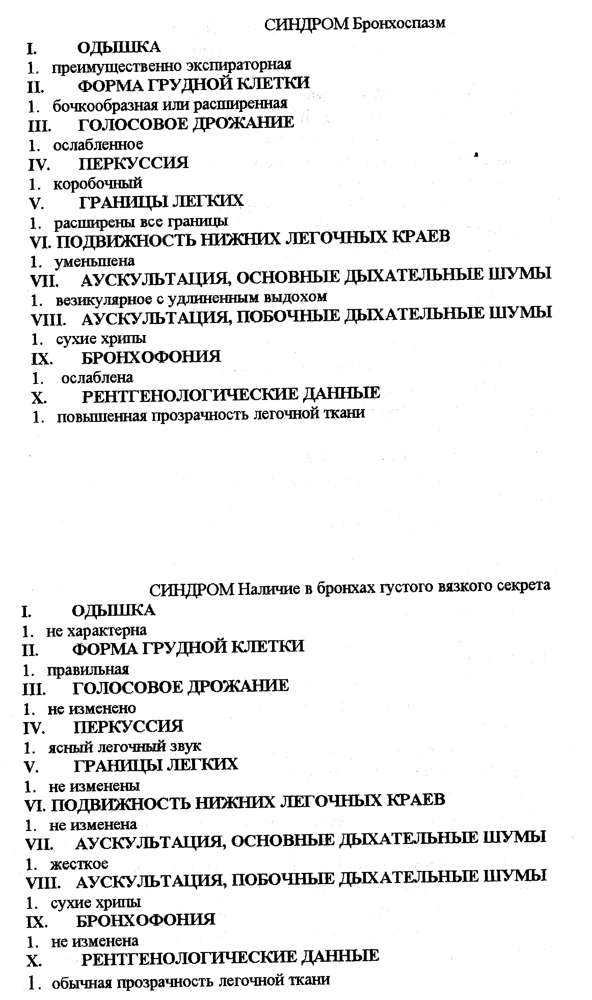 СИНДРОМ Бронхоспазм
I. ОДЫШКА
1. преимущественно экспираторная
II. ФОРМА ГРУДНОЙ КЛЕТКИ
1. бочкообразная или расширенная
III. ГОЛОСОВОЕ ДРОЖАНИЕ
1. ослабленное
IV. ПЕРКУССИЯ
1. коробочный
V. ГРАНИЦЫ ЛЕГКИХ
1. расширены все границы
VI. ПОДВИЖНОСТЬ НИЖНИХ ЛЕГОЧНЫХ КРАЕВ
1. уменьшена
VII. АУСКУЛЬТАЦИЯ, ОСНОВНЫЕ ДЫХАТЕЛЬНЫЕ ШУМЫ
1. везикулярное с удлиненным выдохом
VIII. АУСКУЛЬТАЦИЯ, ПОБОЧНЫЕ ДЫХАТЕЛЬНЫЕ ШУМЫ
1. сухие хрипы
IX. БРОНХОФОНИЯ
1. ослаблена
X. РЕНТГЕНОЛОГИЧЕСКИЕ ДАННЫЕ
1. повышенная прозрачность легочной ткани
СИНДРОМ Наличие в бронхах густого вязкого секрета
I. ОДЫШКА
1. не характерна
II. ФОРМА ГРУДНОЙ КЛЕТКИ
1. правильная
III. ГОЛОСОВОЕ ДРОЖАНИЕ
1. не изменено
IV. ПЕРКУССИЯ
1. ясный легочный звук
V. ГРАНИЦЫ ЛЕГКИХ
1. не изменены
VI. ПОДВИЖНОСТЬ НИЖНИХ ЛЕГОЧНЫХ КРАЕВ
1. не изменена
VII. АУСКУЛЬТАЦИЯ, ОСНОВНЫЕ ДЫХАТЕЛЬНЫЕ ШУМЫ
1. жесткое
VIII. АУСКУЛЬТАЦИЯ, ПОБОЧНЫЕ ДЫХАТЕЛЬНЫЕ ШУМЫ
1. сухие хрипы
IX. БРОНХОФОНИЯ
1. не изменена
X. РЕНТГЕНОЛОГИЧЕСКИЕ ДАННЫЕ
1. обычная прозрачность легочной ткани